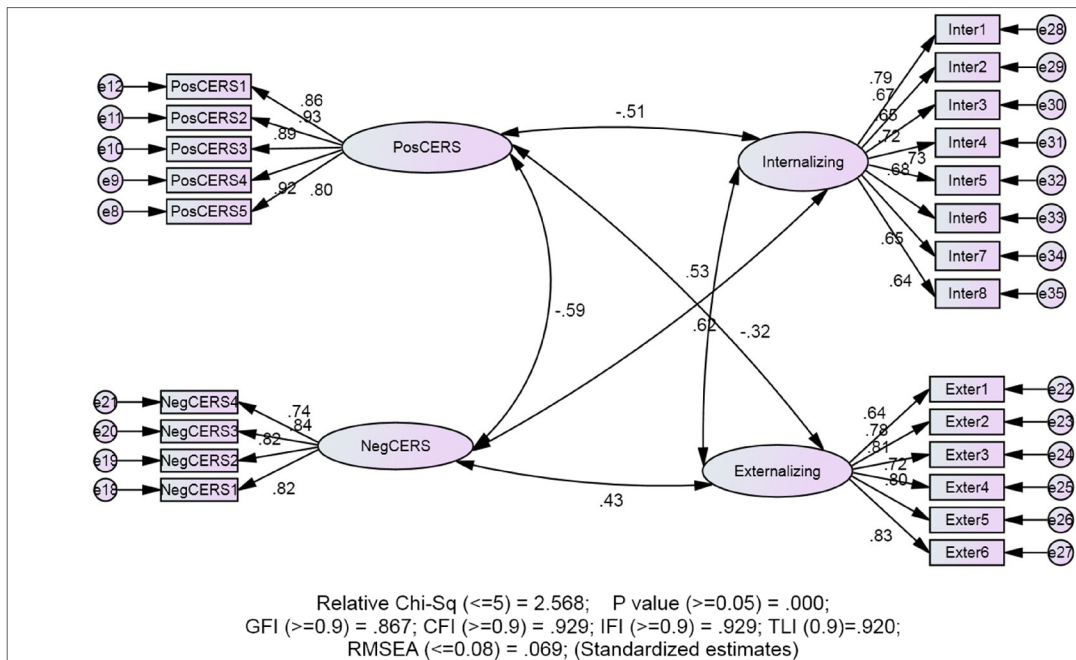 e12 PosCERS1
e11 PosCERS2
e10 PosCERS3
e9 PosCERS4
e8 PosCERS5
.86
.93
.89
.92 .80
PosCERS
-.51
Internalizing
Inter1 e28
Inter2 e29
Inter3 e30
Inter4 e31
Inter5 e32
Inter6 e33
Inter7 e34
Inter8 e35
.79
.67
.65
.72
.73
.68
.65
.64
-.59
.53
.62
-.32
e21 NegCERS4
e20 NegCERS3
e19 NegCERS2
e18 NegCERS1
.74
.84
.82
.82
NegCERS
.43
Externalizing
Exter1 e22
Exter2 e23
Exter3 e24
Exter4 e25
Exter5 e26
Exter6 e27
.64
.78
.81
.72
.80
.83
Relative Chi-Sq (<=5) = 2.568; P value (>=0.05) = .000;
GFI (>=0.9) = .867; CFI (>=0.9) = .929; IFI (>=0.9) = .929; TLI (0.9)=.920;
RMSEA (<=0.08) = .069; (Standardized estimates)